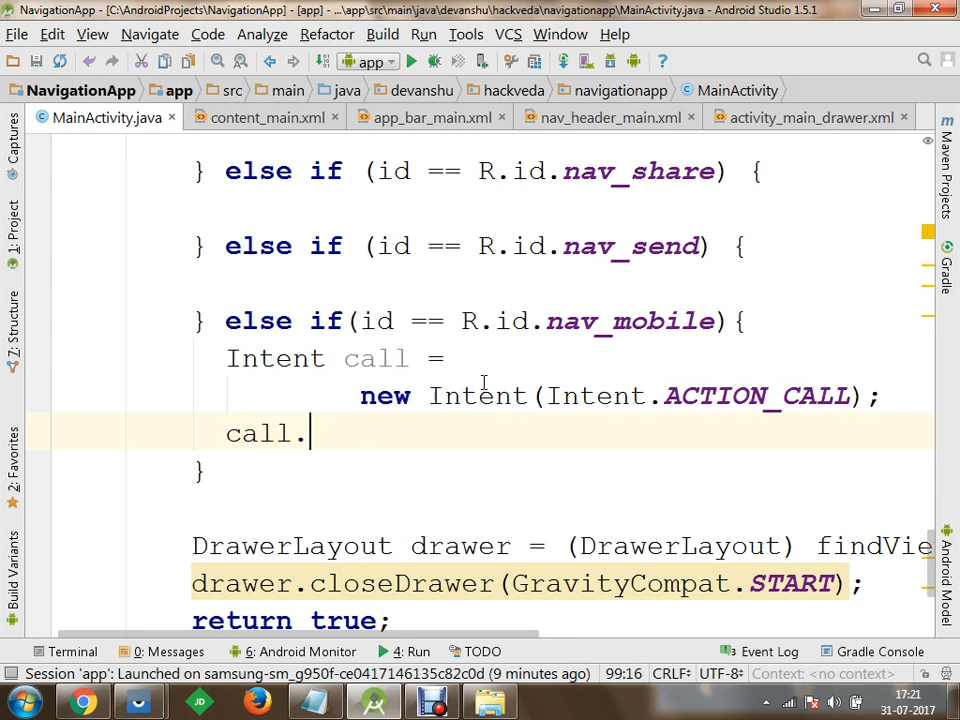 NavigationApp - [C:\AndroidProjects\NavigationApp] - [app] - ...\app\src\main\java\devanshu\hackveda\navigationapp\MainActivity.java - Android Studio 1.5.1
File Edit View Navigate Code Analyze Refactor Build Run Tools VCS Window Help
app
NavigationApp app src main java devanshu hackveda navigationapp MainActivity
MainActivity.java content_main.xml app_bar_main.xml nav_header_main.xml activity_main_drawer.xml
Captures
1: Project
7: Structure
2: Favorites
Build Variants
} else if (id == R.id.nav_share) {
} else if (id == R.id.nav_send) {
} else if(id == R.id.nav_mobile){
Intent call =
new Intent(Intent.ACTION_CALL);
call.
}
DrawerLayout drawer = (DrawerLayout) findVie
drawer.closeDrawer(GravityCompat.START);
return true;
Maven Projects
Gradle
Android Model
Terminal 0: Messages 6: Android Monitor 4: Run TODO Event Log Gradle Console
Session 'app': Launched on samsung-sm_g950f-ce0417146135c82c0d (9 minutes ago) 99:16 CRLF÷ UTF-8÷ Context: <no context>
JD
17:21
31-07-2017